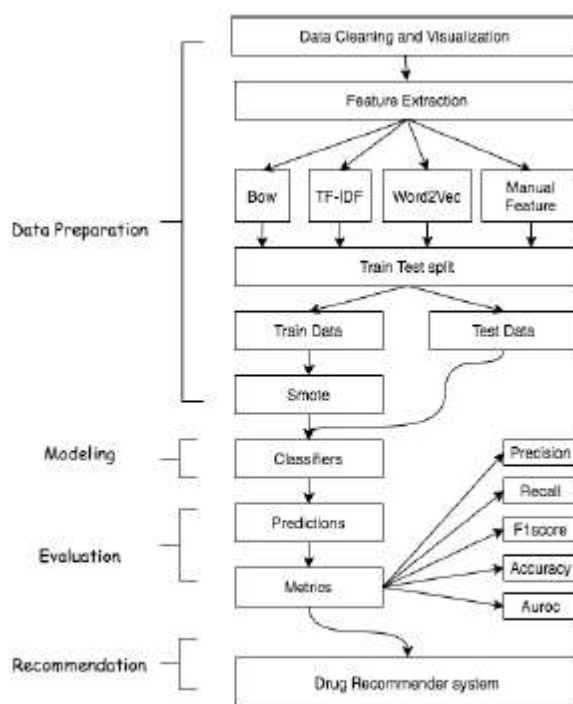 Data Cleaning and Visualization
Feature Extraction
Bow
TF-IDF
Word2Vec
Manual
Feature
Data Preparation
Train Test split
Train Data
Test Data
Smote
Modeling
Classifiers
Precision
Recall
Predictions
F1score
Evaluation
Accuracy
Metrics
Auroc
Recommendation
Drug Recommender system